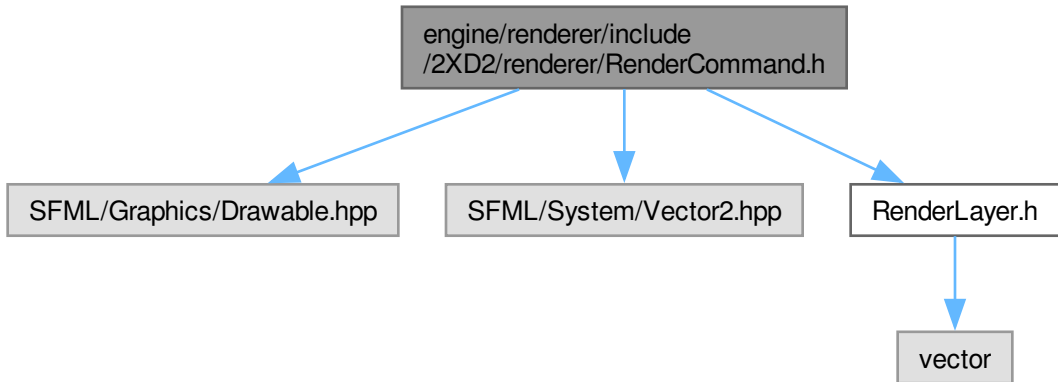 engine/renderer/include
/2XD2/renderer/RenderCommand.h
SFML/Graphics/Drawable.hpp
SFML/System/Vector2.hpp
RenderLayer.h
vector